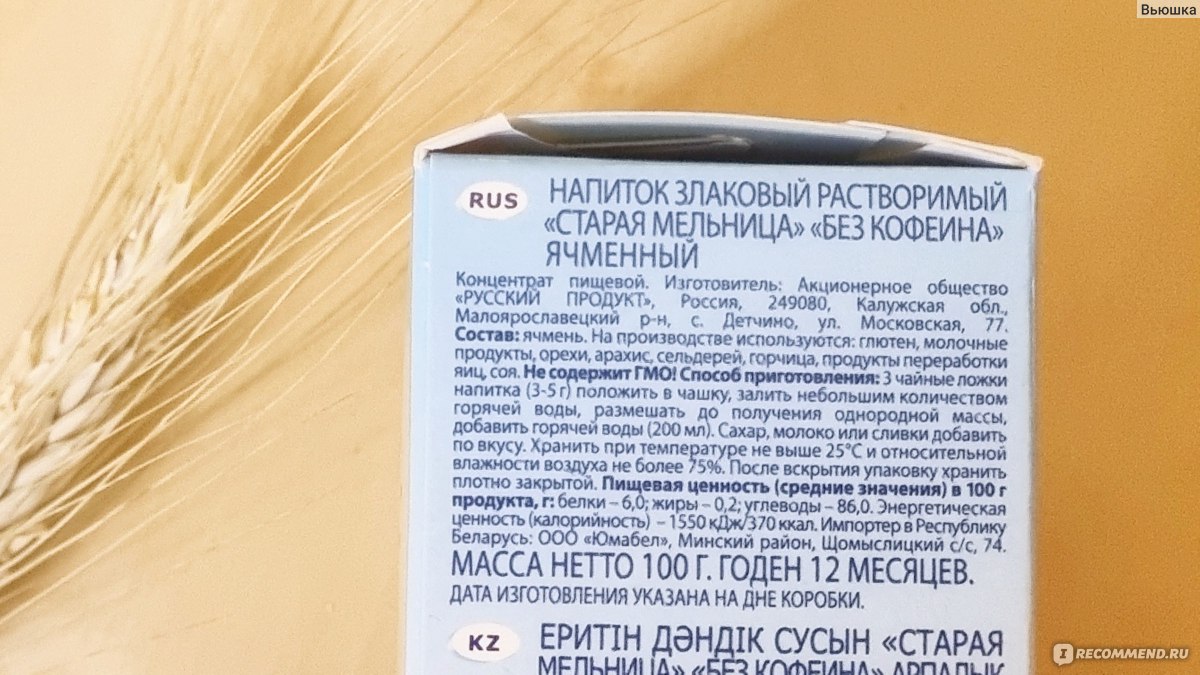 Вьюшка
RUS
НАПИТОК ЗЛАКОВЫЙ РАСТВОРИМЫЙ
«СТАРАЯ МЕЛЬНИЦА» «БЕЗ КОФЕИНА»
ЯЧМЕННЫЙ
Концентрат пищевой. Изготовитель: Акционерное общество
«РУССКИЙ ПРОДУКТ», Россия, 249080, Калужская обл.,
Малоярославецкий р-н, с. Детчино, ул. Московская, 77.
Состав: ячмень. На производстве используются: глютен, молочные
продукты, орехи, арахис, сельдерей, горчица, продукты переработки
яиц, соя. Не содержит ГМО! Способ приготовления: 3 чайные ложки
напитка (3-5 г) положить в чашку, залить небольшим количеством
горячей воды, размешать до получения однородной массы,
добавить горячей воды (200 мл). Сахар, молоко или сливки добавить
по вкусу. Хранить при температуре не выше 25°С и относительной
влажности воздуха не более 75%. После вскрытия упаковку хранить
плотно закрытой. Пищевая ценность (средние значения) в 100 г
продукта, г: белки – 6,0; жиры – 0,2; углеводы – 86,0. Энергетическая
ценность (калорийность) – 1550 кДж/370 ккал. Импортер в Республику
Беларусь: ООО «Юмабел», Минский район, Щомыслицкий с/с, 74.
МАССА НЕТТО 100 Г. ГОДЕН 12 МЕСЯЦЕВ.
ДАТА ИЗГОТОВЛЕНИЯ УКАЗАНА НА ДНЕ КОРОБКИ.
KZ
ЕРИТІН ДӘНДІК СУСЫН «СТАРАЯ
МЕЛЬНИЦА» «БЕЗ КОФЕИНА» АРПАЛЫҚ
IRECOMMEND.RU